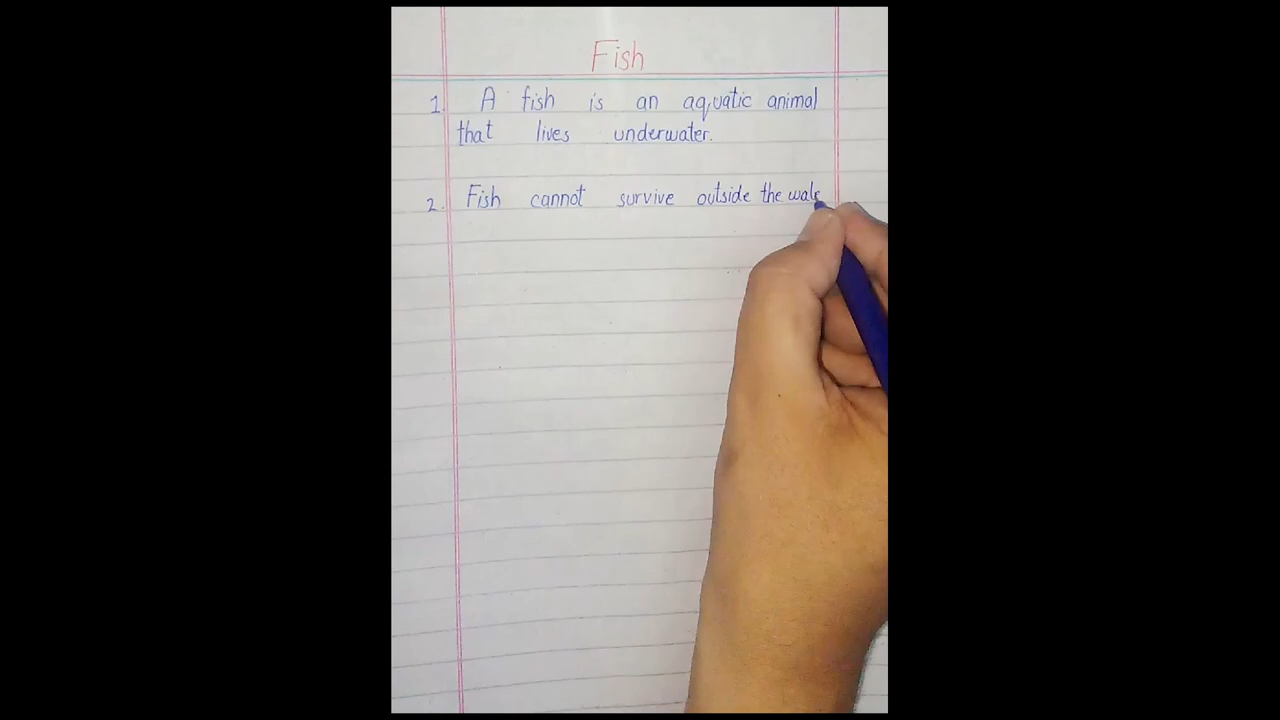 Fish
1. A fish is an aquatic animal
that lives underwater.
2. Fish cannot survive outside the